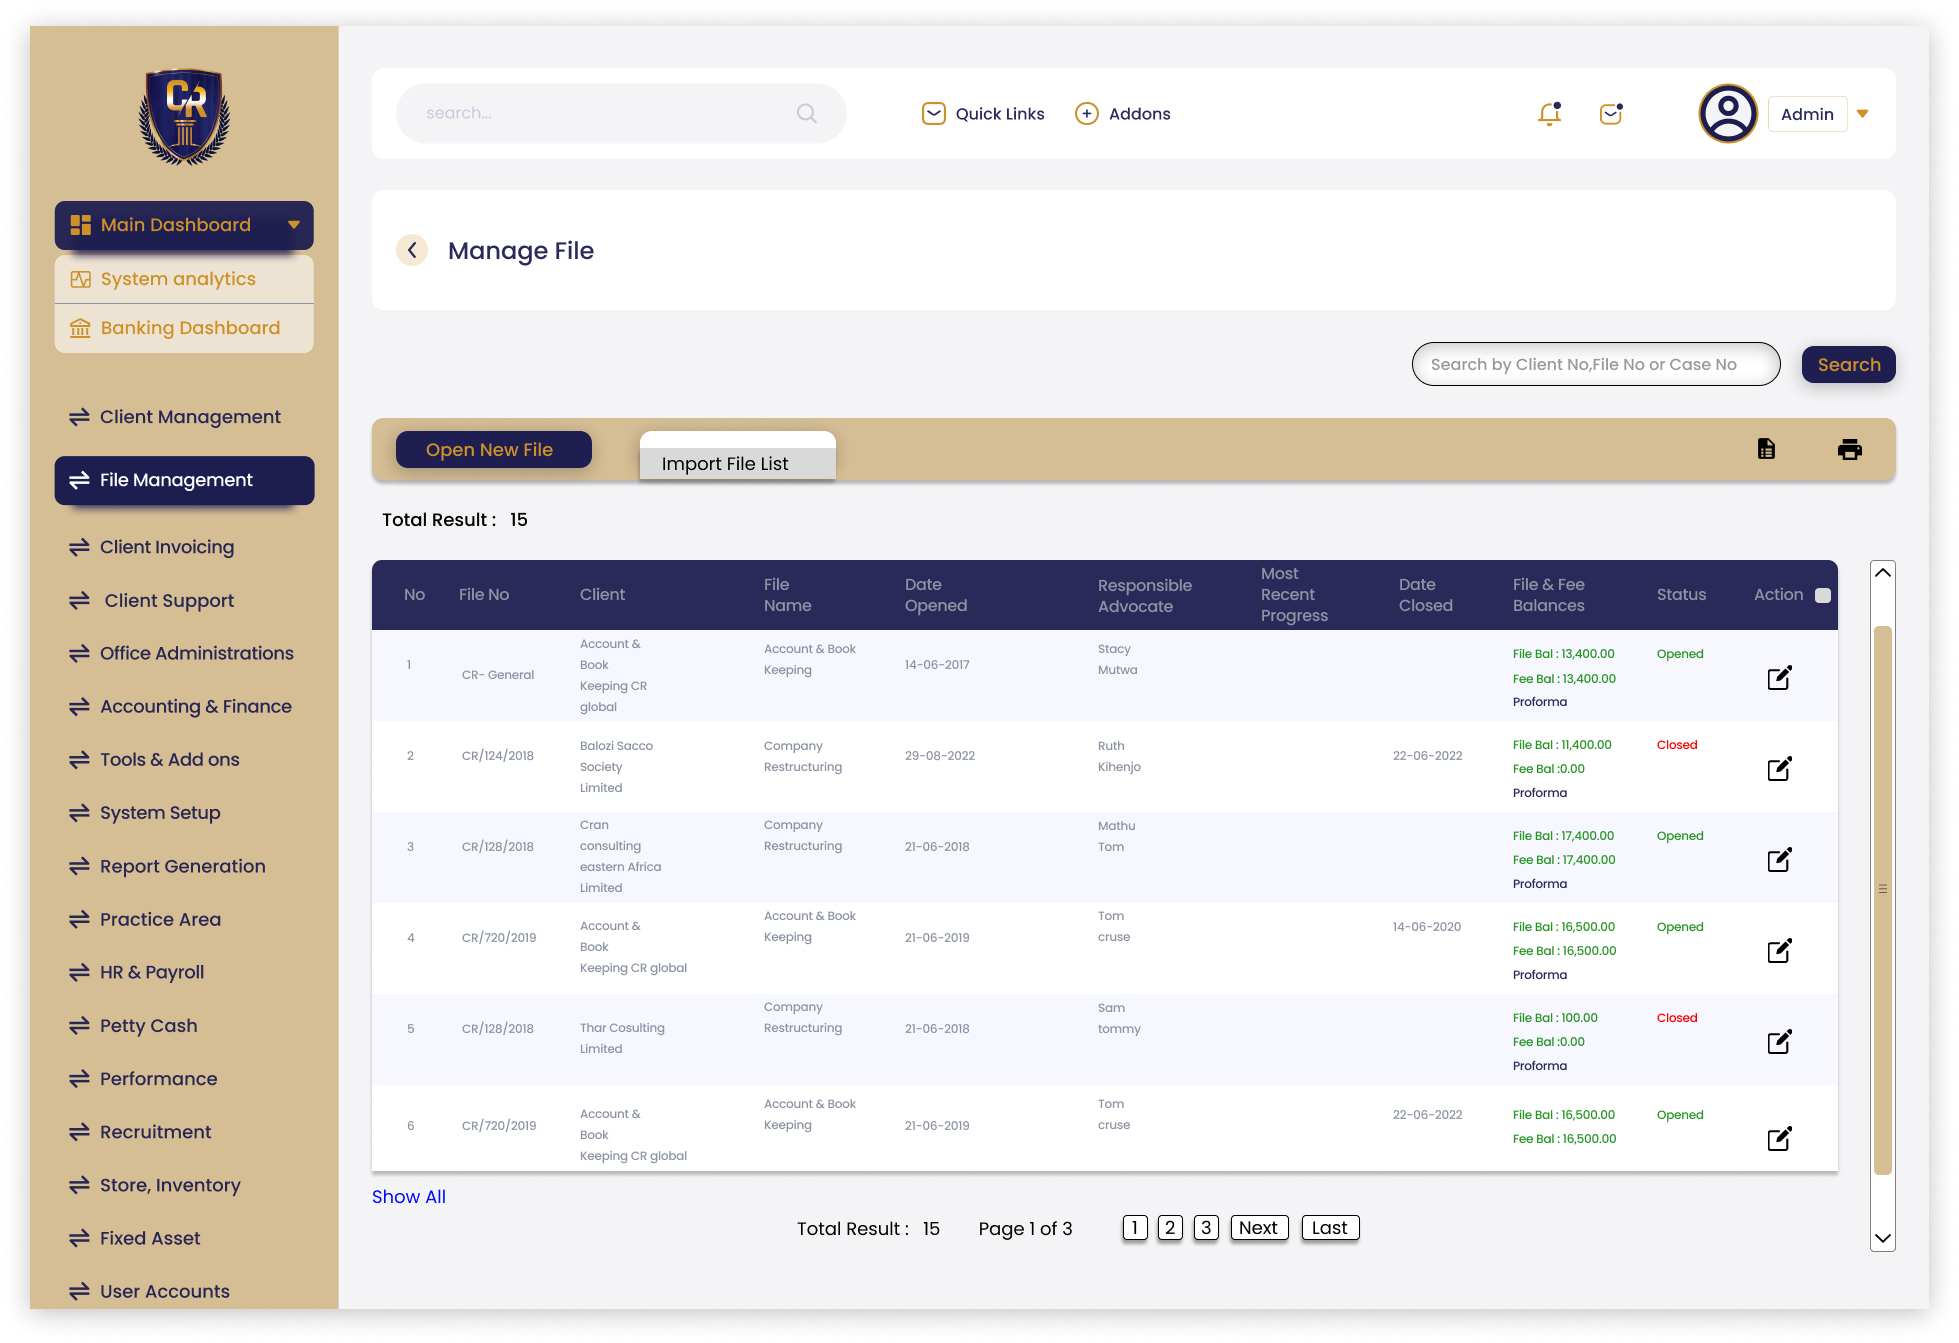 CR
search...
Quick Links
Addons
Admin
Main Dashboard
System analytics
Banking Dashboard
Client Management
File Management
Client Invoicing
Client Support
Office Administrations
Accounting & Finance
Tools & Add ons
System Setup
Report Generation
Practice Area
HR & Payroll
Petty Cash
Performance
Recruitment
Store, Inventory
Fixed Asset
User Accounts
Manage File
Search by Client No,File No or Case No
Search
Open New File
Import File List
Total Result : 15
No
File No
Client
File
Name
Date
Opened
Responsible
Advocate
Most
Recent
Progress
Date
Closed
File & Fee
Balances
Status
Action
1
CR- General
Account &
Book
Keeping CR
global
Account & Book
Keeping
14-06-2017
Stacy
Mutwa
File Bal : 13,400.00
Fee Bal : 13,400.00
Proforma
Opened
2
CR/124/2018
Balozi Sacco
Society
Limited
Company
Restructuring
29-08-2022
Ruth
Kihenjo
22-06-2022
File Bal : 11,400.00
Fee Bal :0.00
Proforma
Closed
3
CR/128/2018
Cran
consulting
eastern Africa
Limited
Company
Restructuring
21-06-2018
Mathu
Tom
File Bal : 17,400.00
Fee Bal : 17,400.00
Proforma
Opened
4
CR/720/2019
Account &
Book
Keeping CR global
Account & Book
Keeping
21-06-2019
Tom
cruse
14-06-2020
File Bal : 16,500.00
Fee Bal : 16,500.00
Proforma
Opened
5
CR/128/2018
Thar Cosulting
Limited
Company
Restructuring
21-06-2018
Sam
tommy
File Bal : 100.00
Fee Bal :0.00
Proforma
Closed
6
CR/720/2019
Account &
Book
Keeping CR global
Account & Book
Keeping
21-06-2019
Tom
cruse
22-06-2022
File Bal : 16,500.00
Fee Bal : 16,500.00
Opened
Show All
Total Result : 15
Page 1 of 3
1
2
3
Next
Last